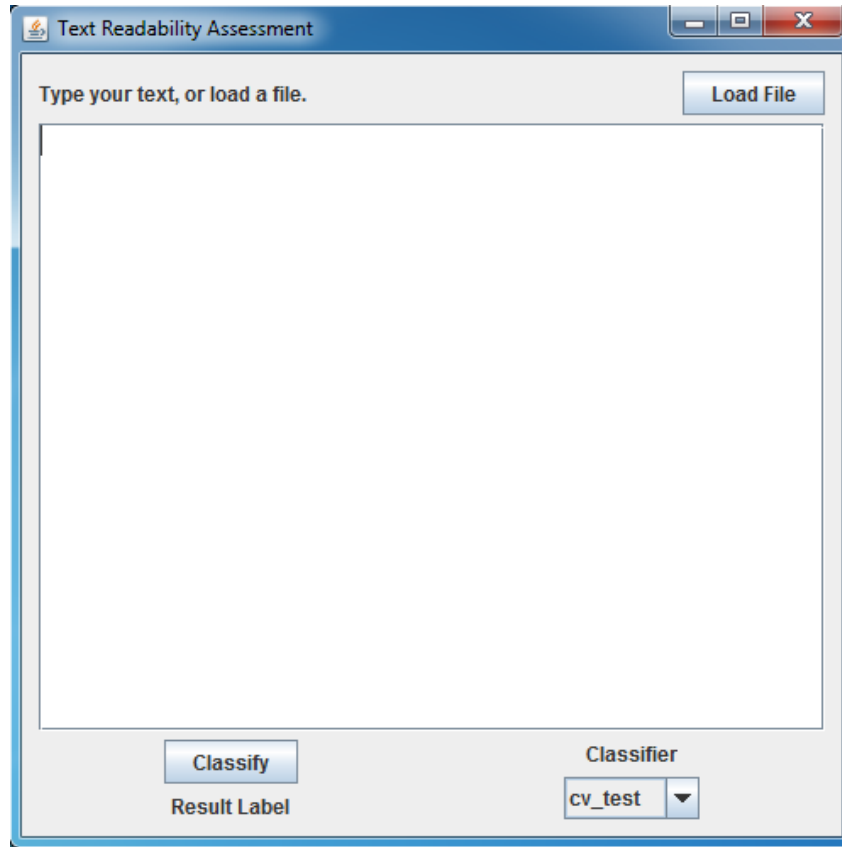 Text Readability Assessment
Type your text, or load a file.
Load File
Classify
Classifier
Result Label
cv_test